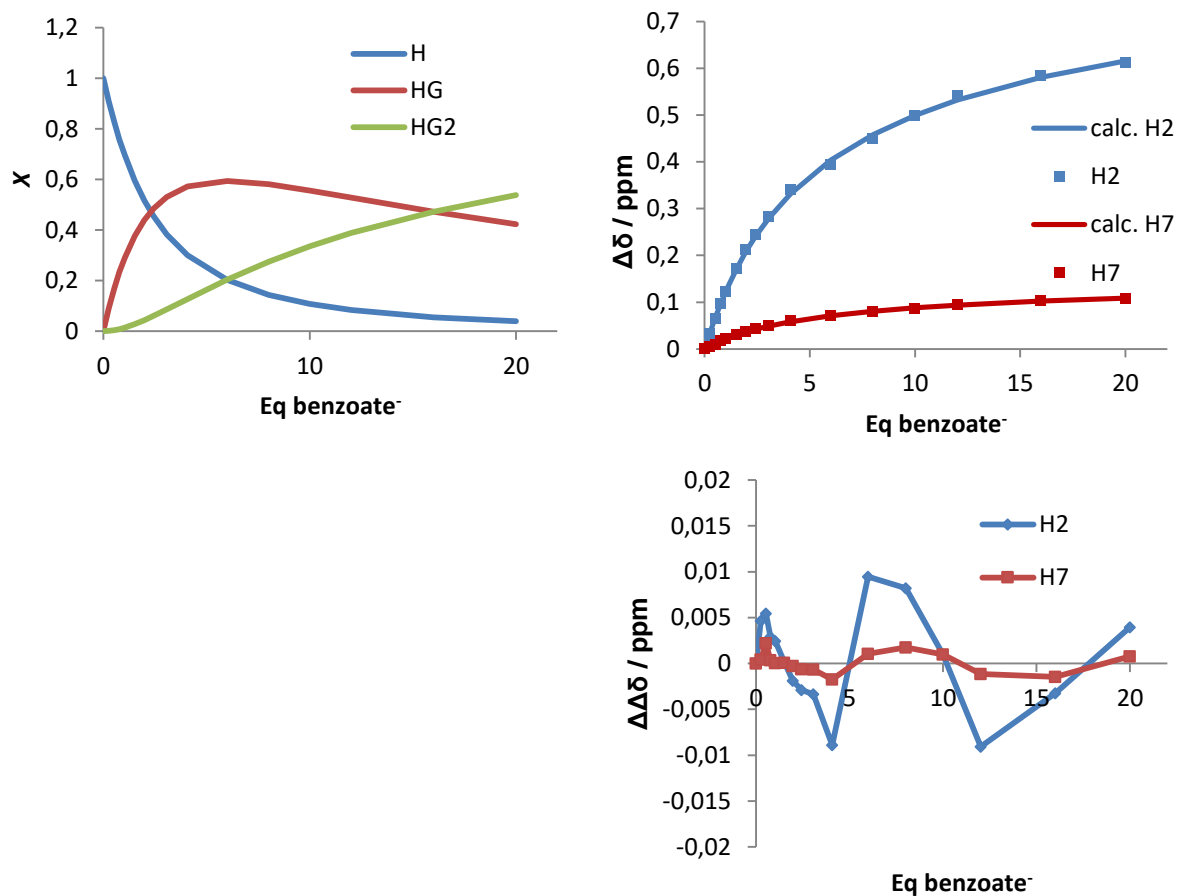 1,2
1
0,8
0,6
0,4
0,2
0
X
0 10 20
Eq benzoate⁻
H
HG
HG2
0,7
0,6
0,5
0,4
0,3
0,2
0,1
0
Δδ / ppm
0 5 10 15 20
Eq benzoate⁻
calc. H2
H2
calc. H7
H7
0,02
0,015
0,01
0,005
0
-0,005
-0,01
-0,015
-0,02
ΔΔδ / ppm
0 5 10 15 20
Eq benzoate⁻
H2
H7